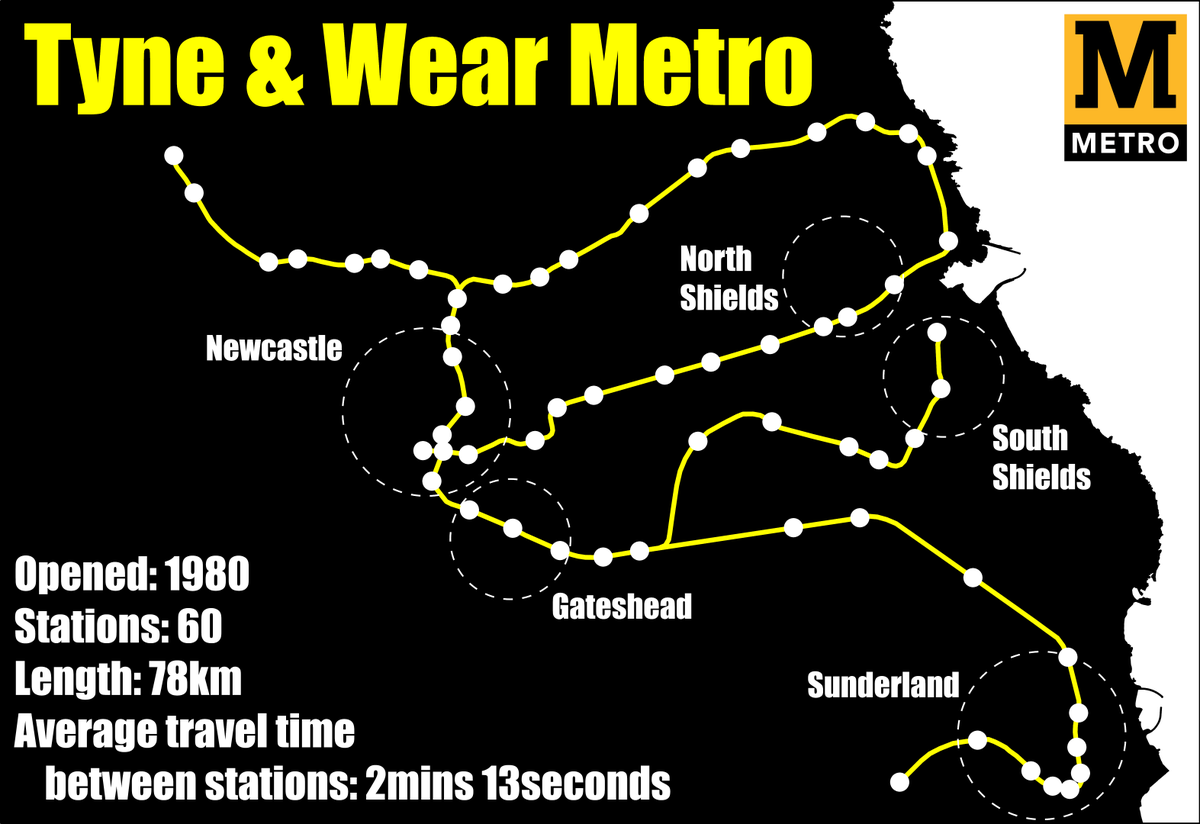 Tyne & Wear Metro
M
METRO
North
Shields
Newcastle
South
Shields
Gateshead
Sunderland
Opened: 1980
Stations: 60
Length: 78km
Average travel time
between stations: 2mins 13seconds